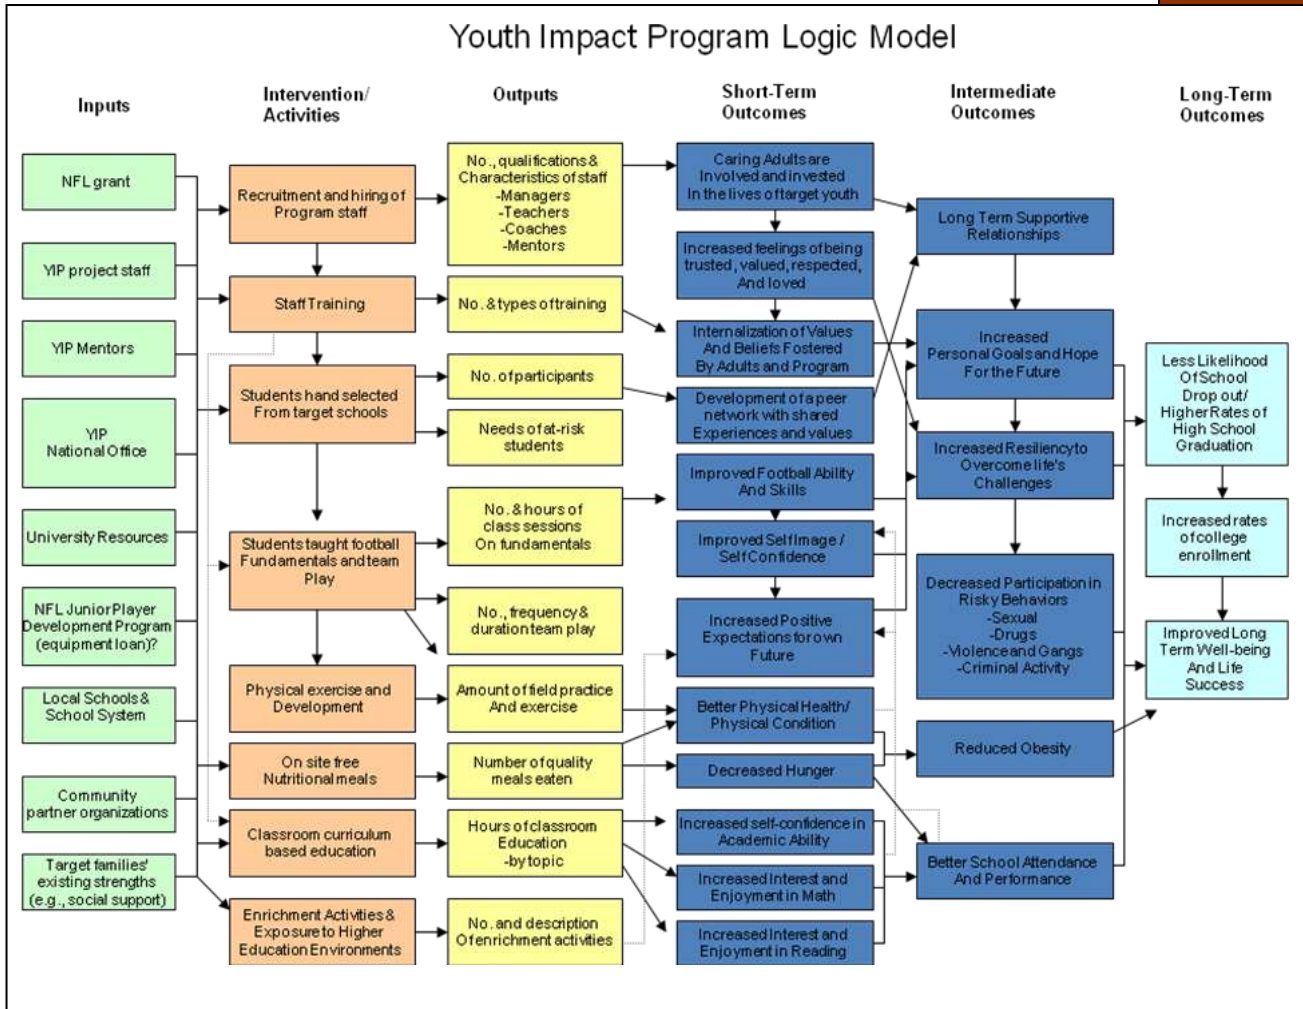 Youth Impact Program Logic Model
Inputs
Intervention/
Activities
Outputs
Short-Term
Outcomes
Intermediate
Outcomes
Long-Term
Outcomes
NFL grant
YIP project staff
YIP Mentors
YIP
National Office
University Resources
NFL Junior Player
Development Program
(equipment loan)?
Local Schools &
School System
Community
partner organizations
Target families'
existing strengths
(e.g., social support)
Recruitment and hiring of
Program staff
Staff Training
Students hand selected
From target schools
Students taught football
Fundamentals and team
Play
Physical exercise and
Development
On site free
Nutritional meals
Classroom curriculum
based education
Enrichment Activities &
Exposure to Higher
Education Environments
No., qualifications &
Characteristics of staff
-Managers
-Teachers
-Coaches
-Mentors
No. & types of training
No. of participants
Needs of at-risk
students
No. & hours of
class sessions
On fundamentals
No., frequency &
duration team play
Amount of field practice
And exercise
Number of quality
meals eaten
Hours of classroom
Education
-by topic
No. and description
Of enrichment activities
Caring Adults are
Involved and invested
In the lives of target youth
Increased feelings of being
trusted, valued, respected,
And loved
Internalization of Values
And Beliefs Fostered
By Adults and Program
Development of a peer
network with shared
Experiences and values
Improved Football Ability
And Skills
Improved Self Image /
Self Confidence
Increased Positive
Expectations for own
Future
Better Physical Health/
Physical Condition
Decreased Hunger
Increased self-confidence in
Academic Ability
Increased Interest and
Enjoyment in Math
Increased Interest and
Enjoyment in Reading
Long Term Supportive
Relationships
Increased
Personal Goals and Hope
For the Future
Increased Resiliency to
Overcome life's
Challenges
Decreased Participation in
Risky Behaviors
-Sexual
-Drugs
-Violence and Gangs
-Criminal Activity
Reduced Obesity
Better School Attendance
And Performance
Less Likelihood
Of School
Drop out/
Higher Rates of
High School
Graduation
Increased rates
of college
enrollment
Improved Long
Term Well-being
And Life
Success